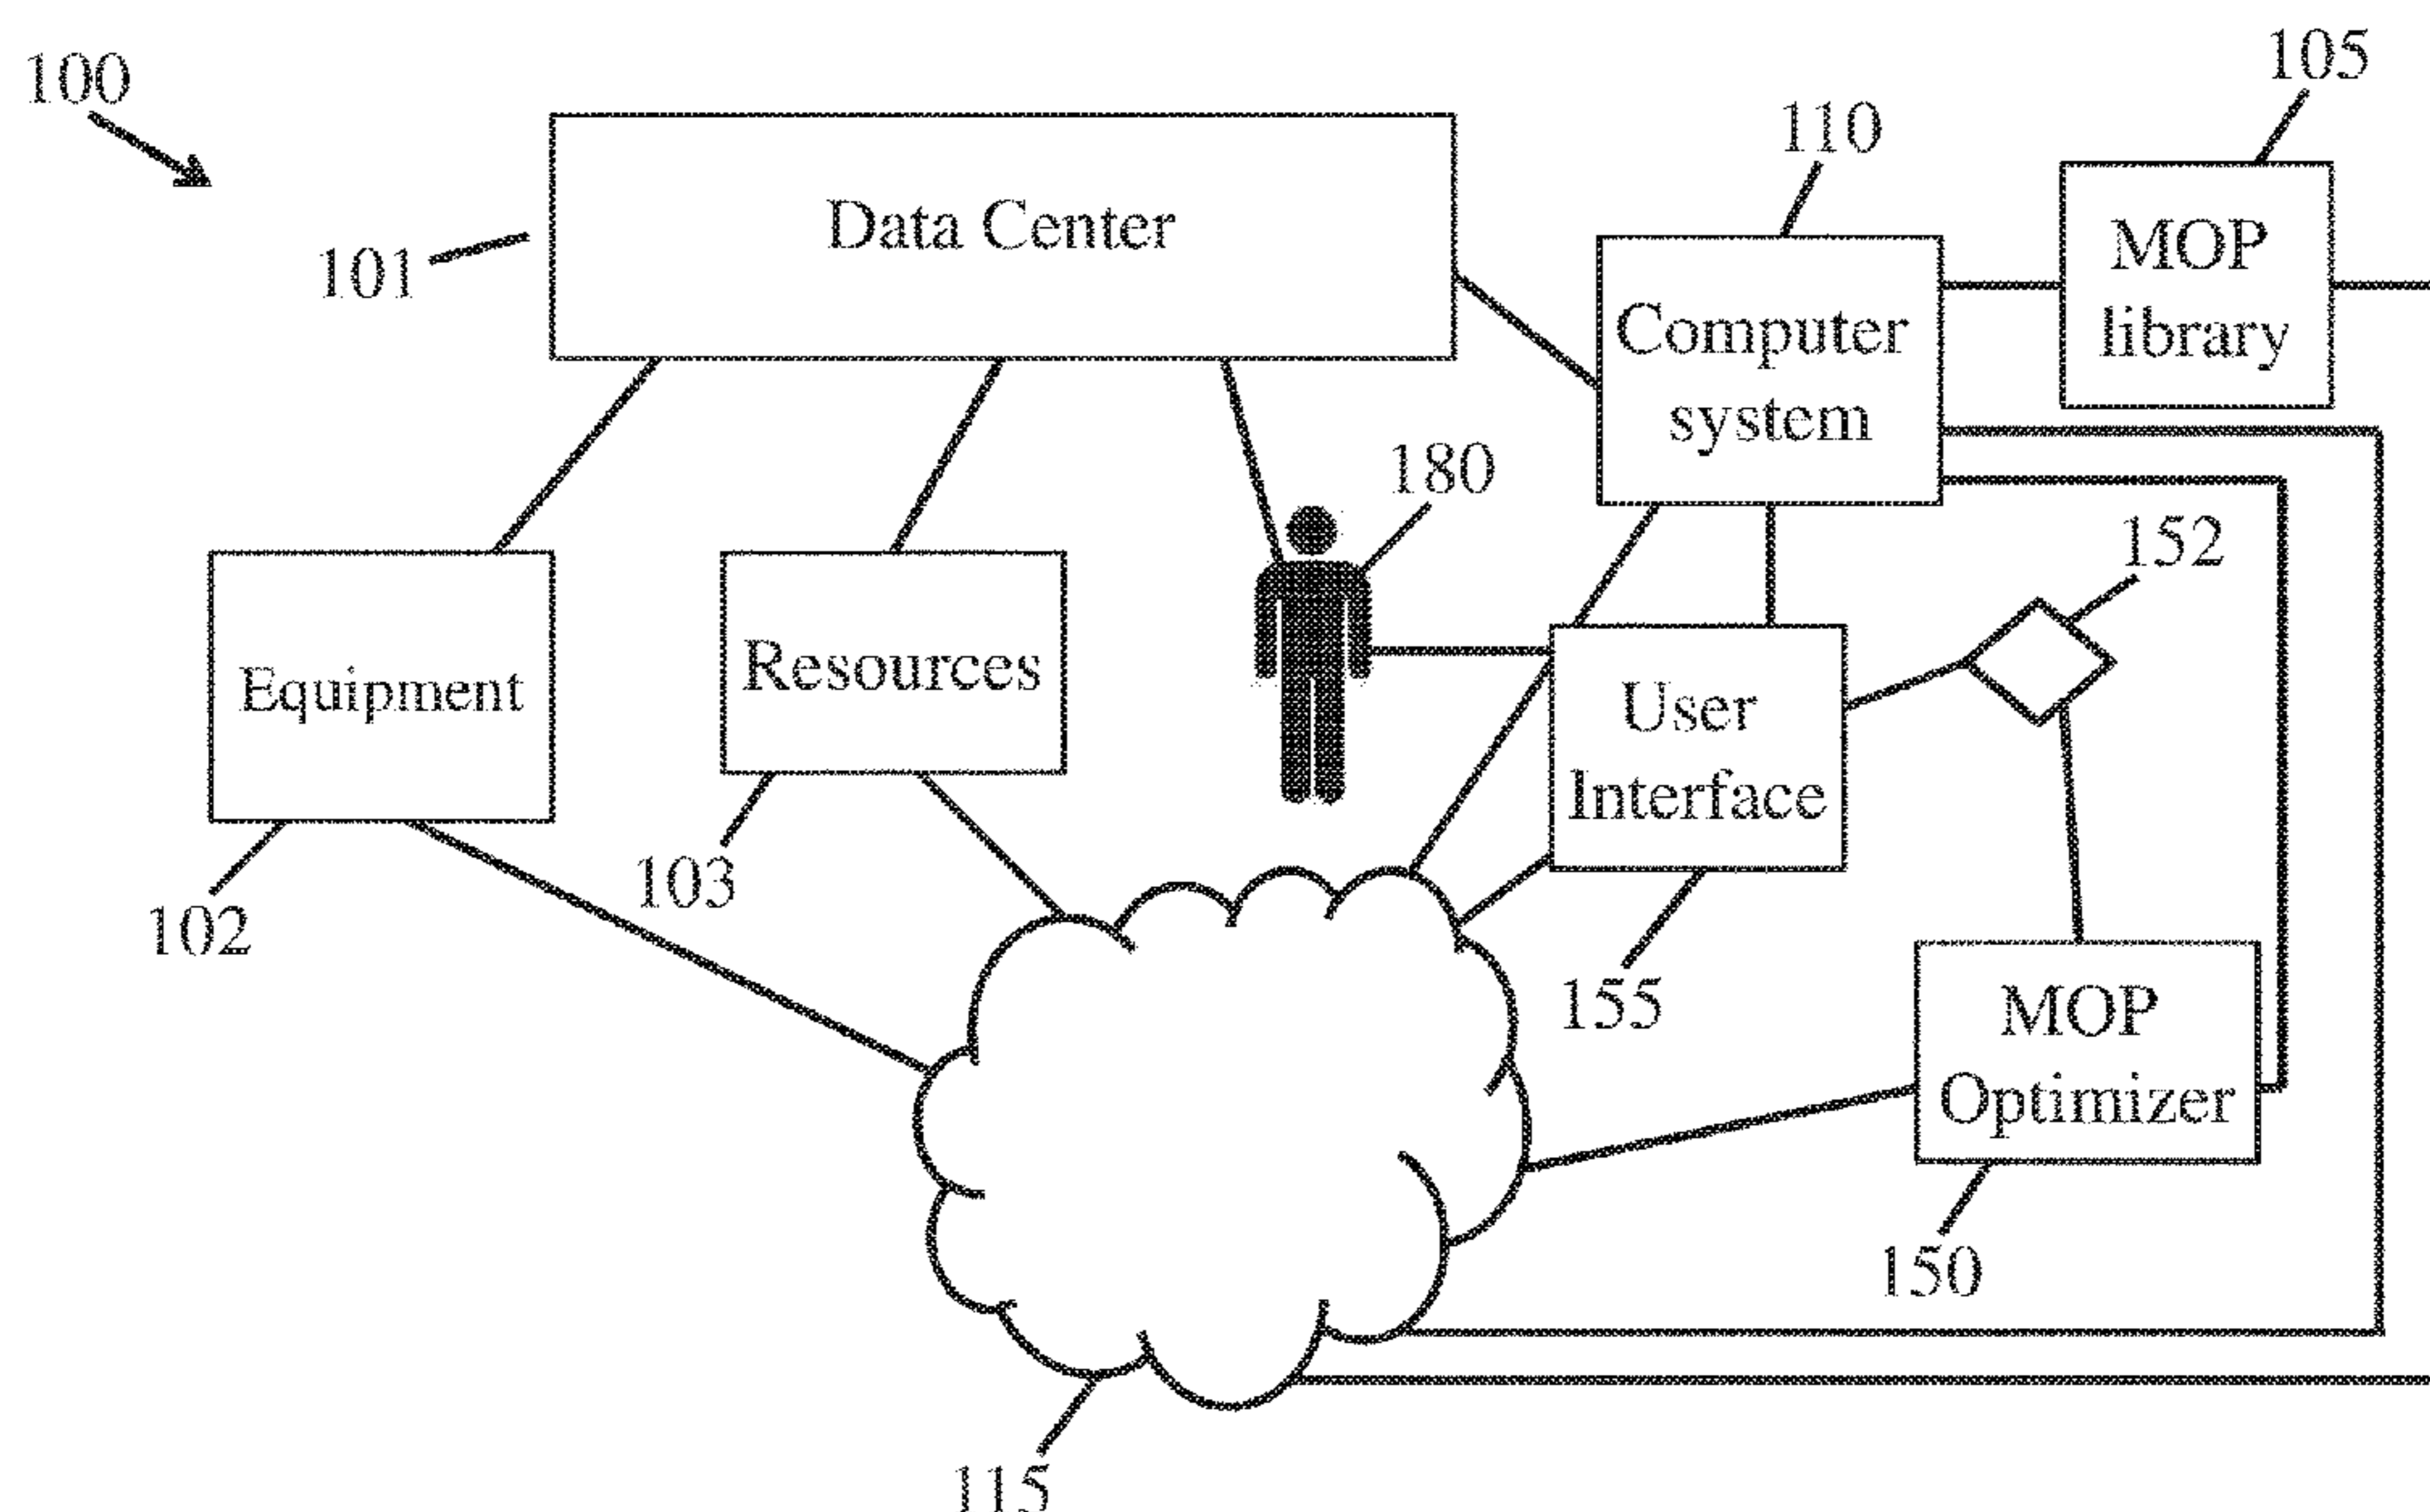 100
105
110
101
Data Center
MOP
library
Computer
system
180
152
Equipment
Resources
User
Interface
103
102
155
MOP
Optimizer
150
115